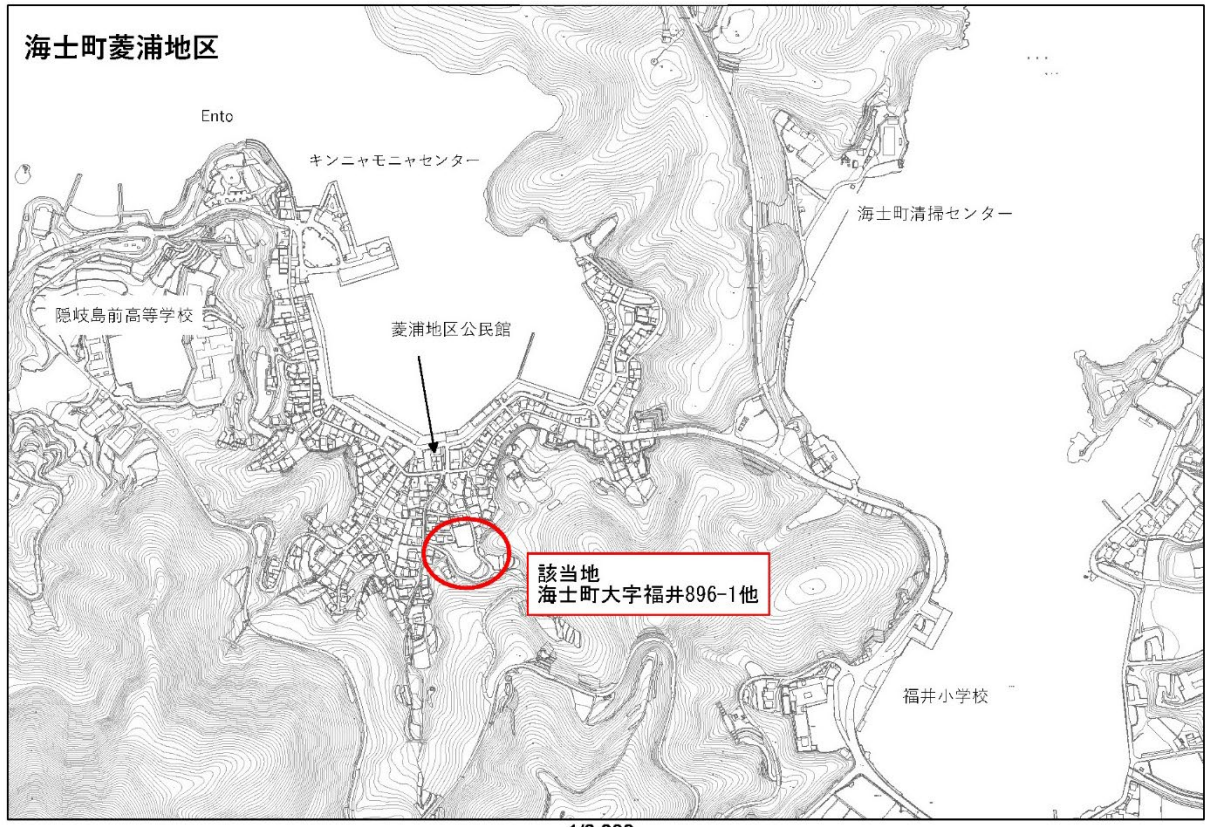 海士町菱浦地区
Ento
キンニャモニャセンター
海士町清掃センター
隠岐島前高等学校
菱浦地区公民館
該当地
海士町大字福井896-1他
福井小学校